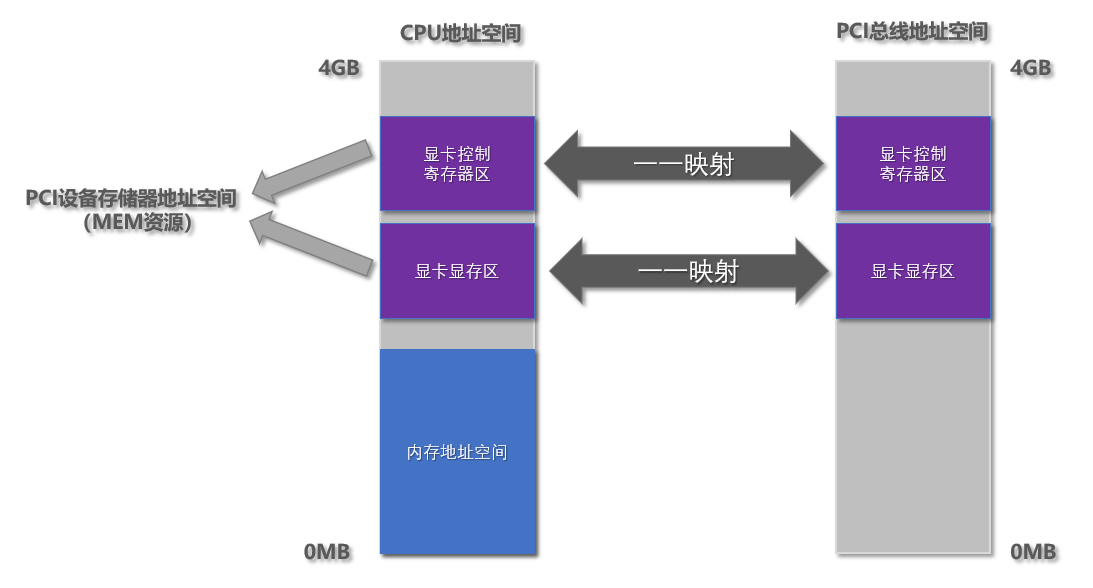 CPU地址空间
PCI总线地址空间
4GB
4GB
显卡控制
寄存器区
一一映射
显卡控制
寄存器区
PCI设备存储器地址空间
（MEM资源）
显卡显存区
一一映射
显卡显存区
内存地址空间
0MB
0MB